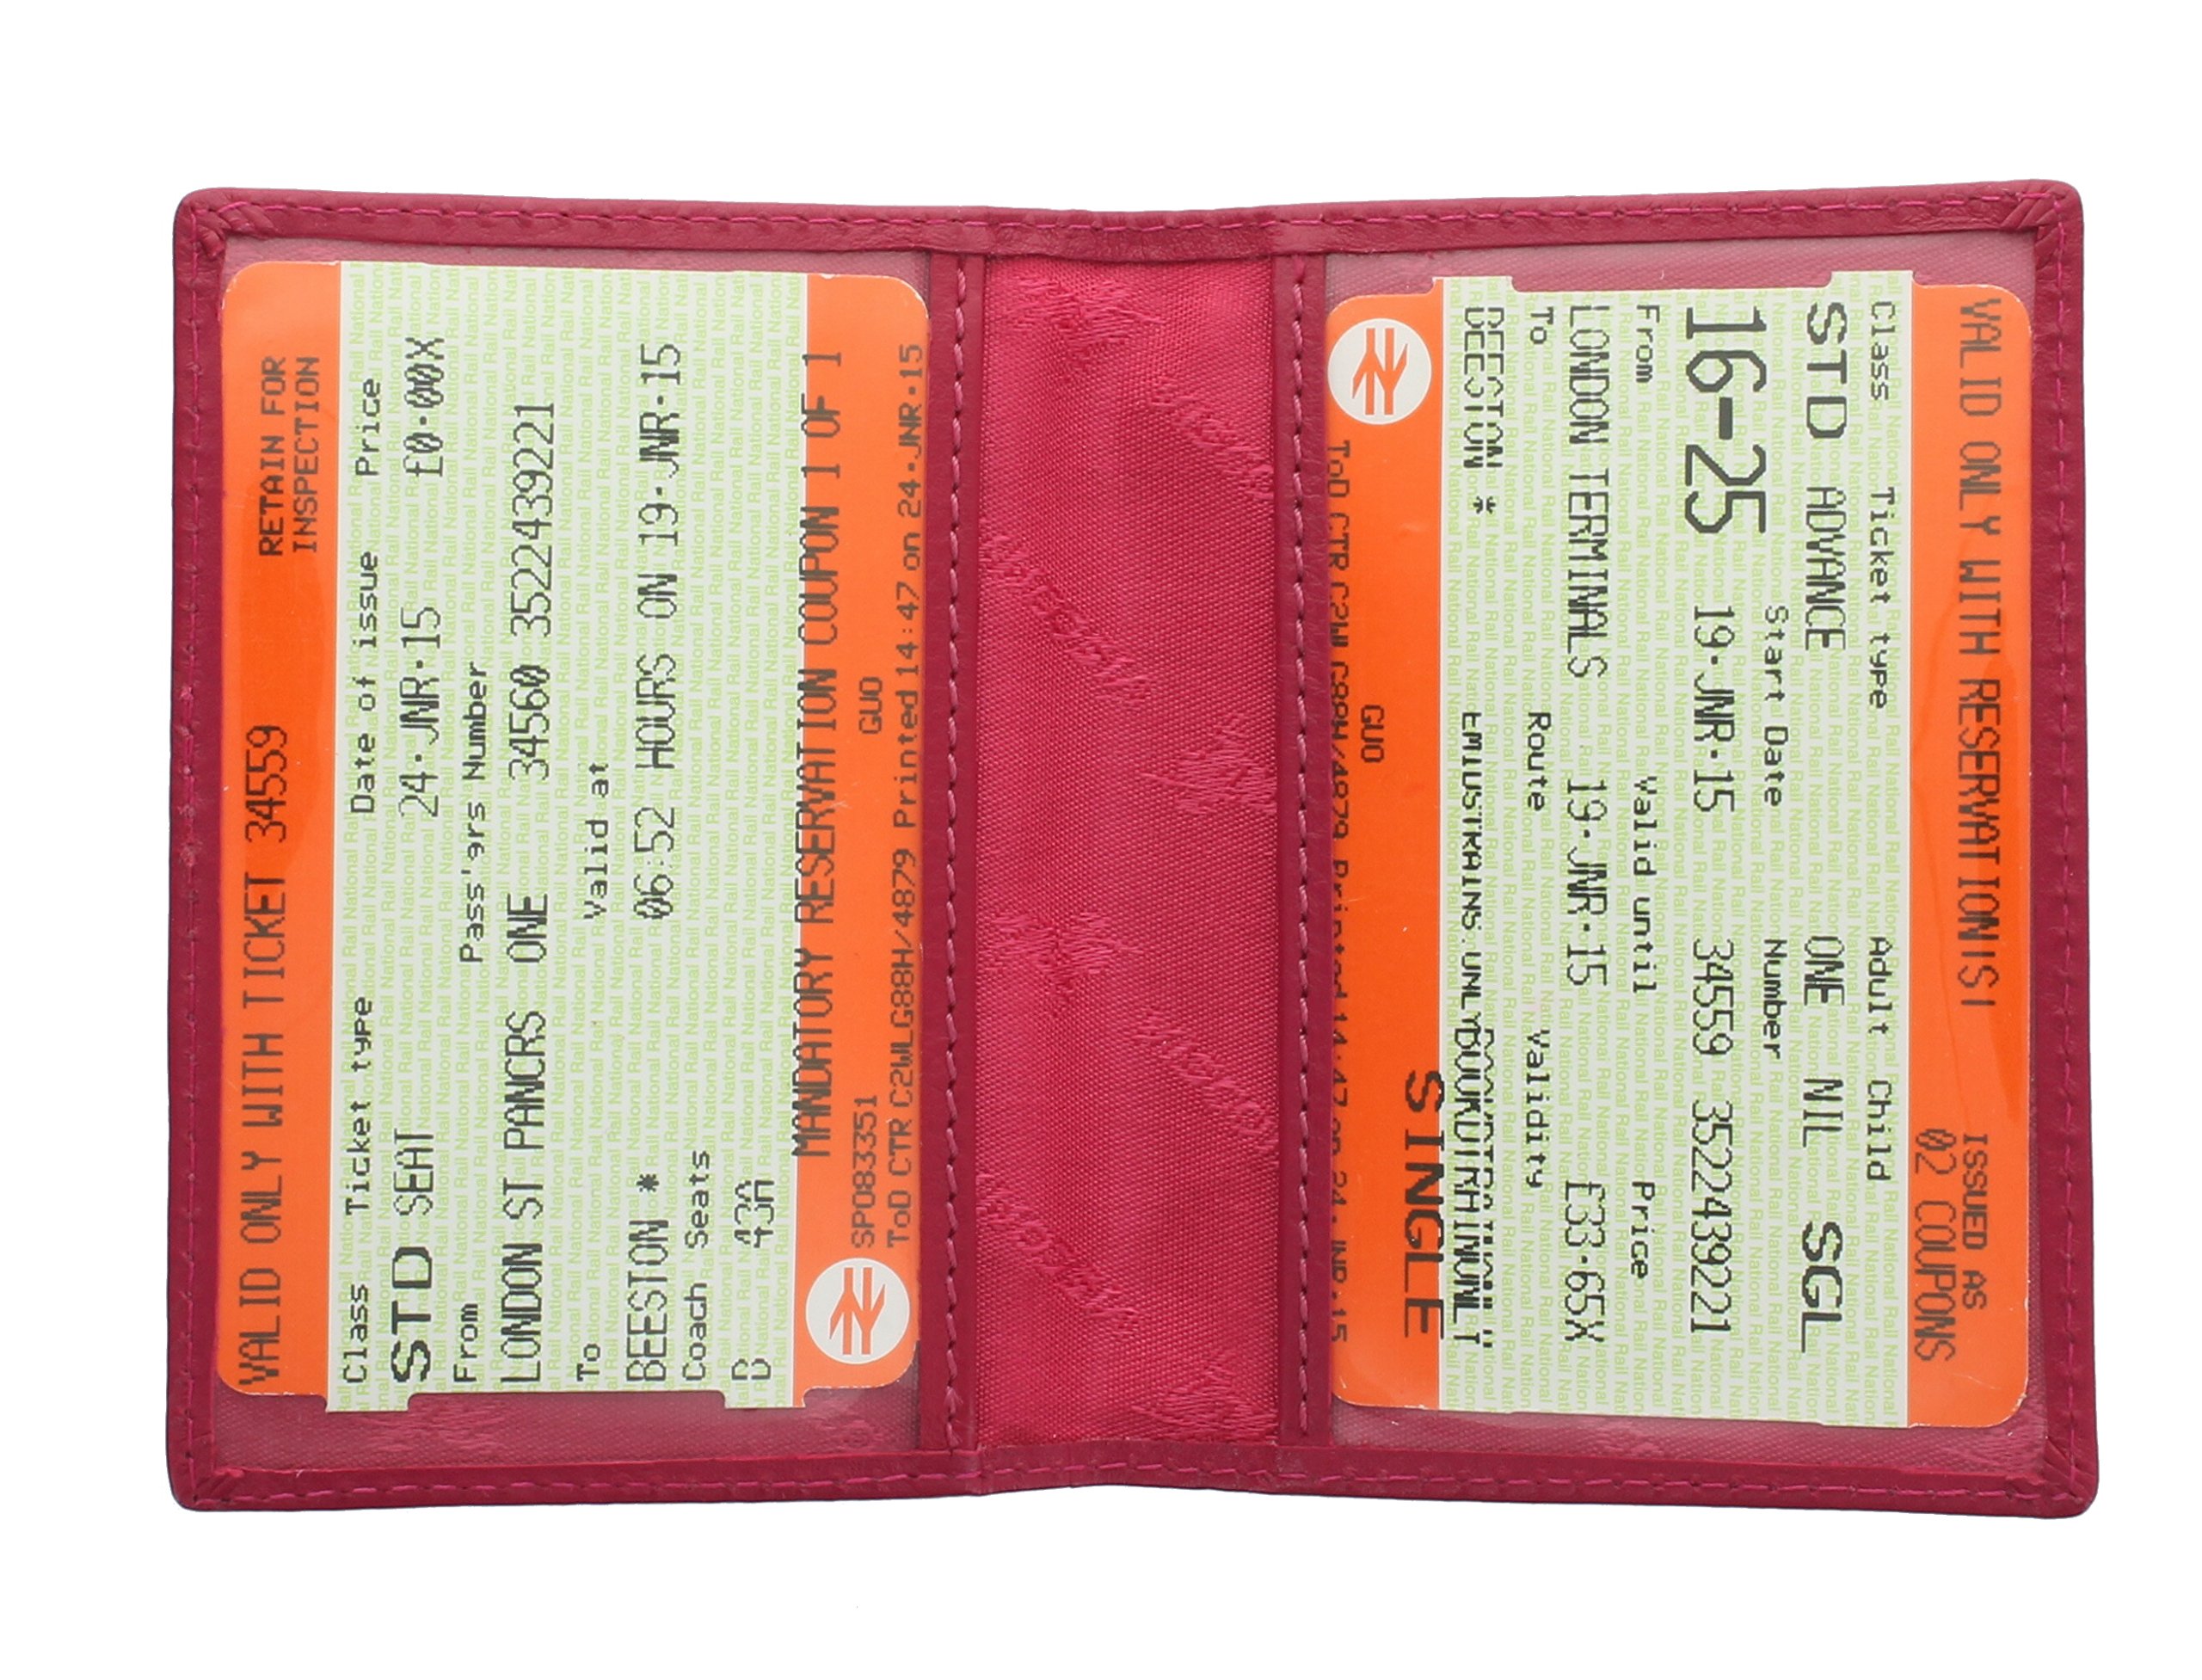 VALID ONLY WITH TICKET 34559
RETAIN FOR
INSPECTION
Class Ticket type Date of issue Price
STD SEAT 24·JNR·15 £0·00X
From Pass'grs Number
LONDON ST PANCRS ONE 34560 3522439221
To Valid at
BEESTON * 06:52 HOURS ON 19·JNR·15
Coach Seats
D 43A
MANDATORY RESERVATION COUPON 1 OF 1
SP083351 GUO
ToD CTR C2WLG88H/4879 Printed 14:47 on 24·JNR·15
VALID ONLY WITH RESERVATION(S)
ISSUED AS
02 COUPONS
Class Ticket type Adult Child
STD ADVANCE ONE NIL SGL
Start Date Number
16-25 19·JNR·15 34559 3522439221
From Valid until Price
LONDON TERMINALS 19·JNR·15 £33·65X
To Route Validity
BEESTON *
SINGLE
GUO
ToD CTR